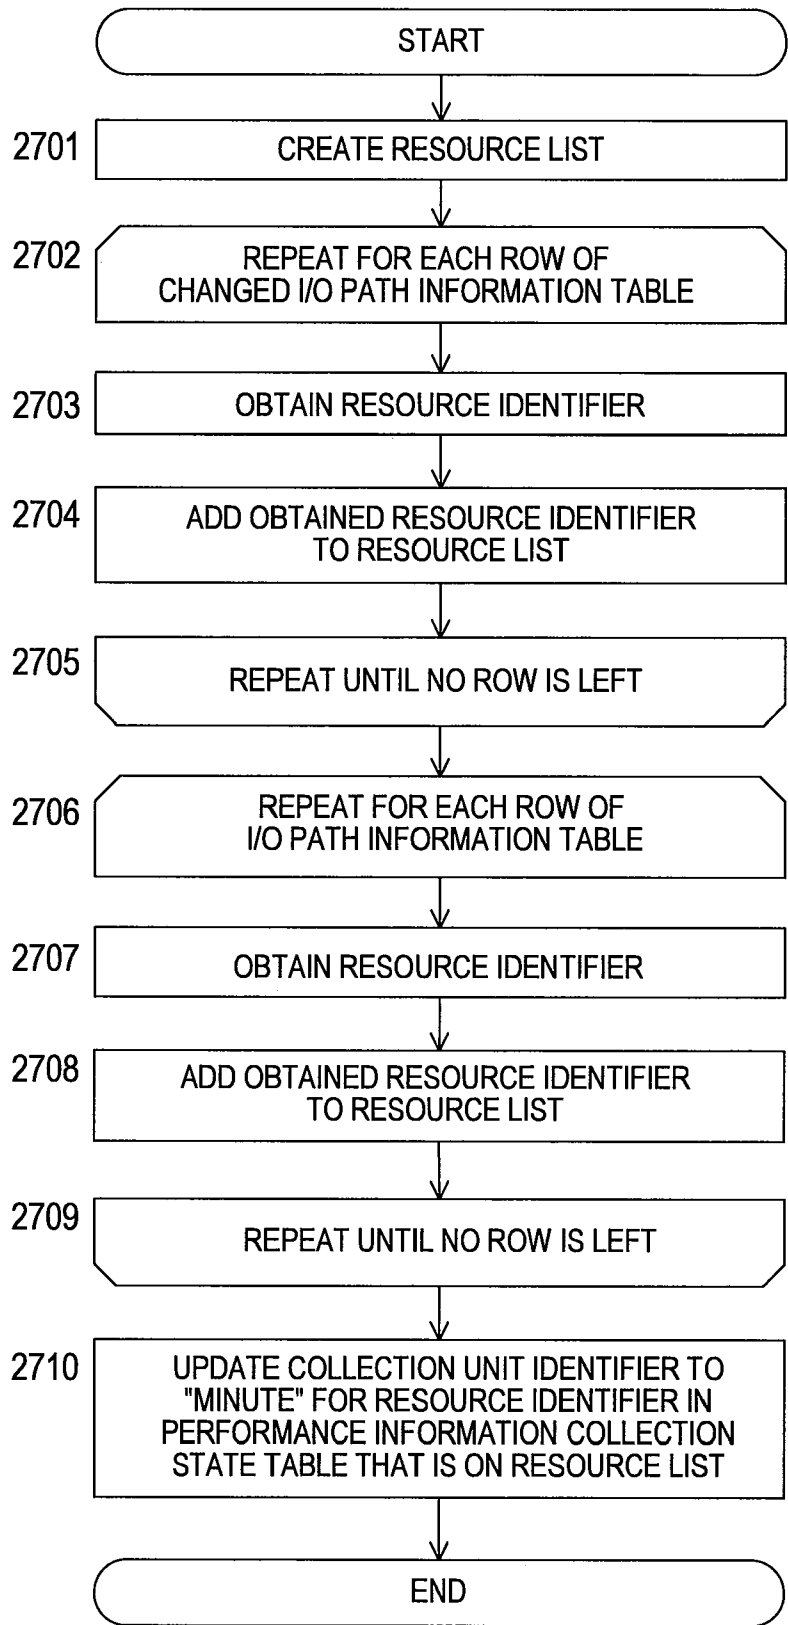 START
2701
CREATE RESOURCE LIST
2702
REPEAT FOR EACH ROW OF
CHANGED I/O PATH INFORMATION TABLE
2703
OBTAIN RESOURCE IDENTIFIER
2704
ADD OBTAINED RESOURCE IDENTIFIER
TO RESOURCE LIST
2705
REPEAT UNTIL NO ROW IS LEFT
2706
REPEAT FOR EACH ROW OF
I/O PATH INFORMATION TABLE
2707
OBTAIN RESOURCE IDENTIFIER
2708
ADD OBTAINED RESOURCE IDENTIFIER
TO RESOURCE LIST
2709
REPEAT UNTIL NO ROW IS LEFT
2710
UPDATE COLLECTION UNIT IDENTIFIER TO
"MINUTE" FOR RESOURCE IDENTIFIER IN
PERFORMANCE INFORMATION COLLECTION
STATE TABLE THAT IS ON RESOURCE LIST
END